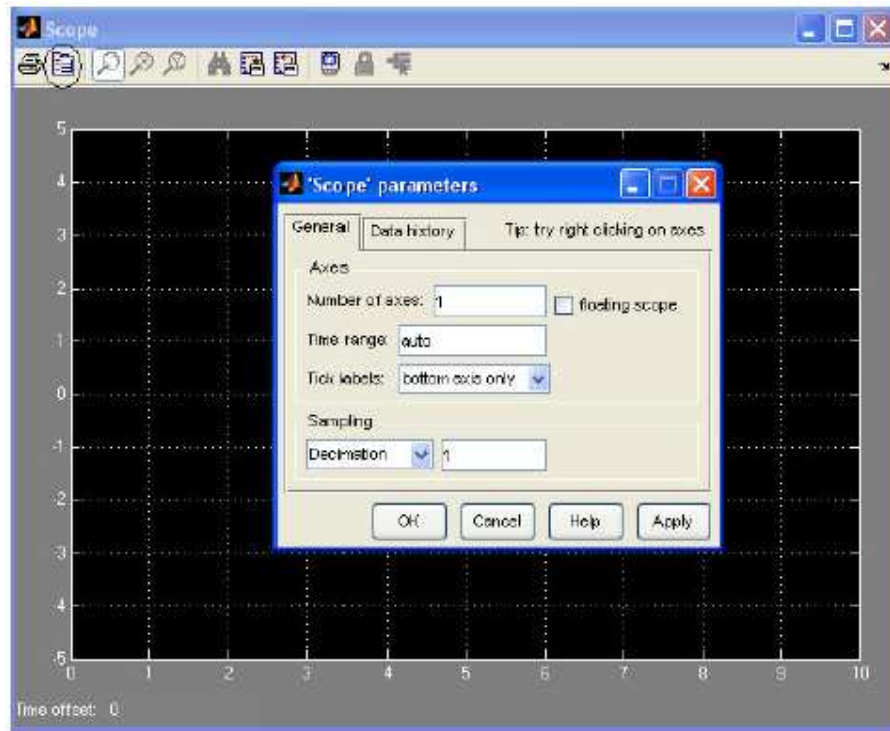 Scope
5
4
3
2
1
0
-1
-2
-3
-4
-5
0 1 2 3 4 5 6 7 8 9 10
Time offset: 0
'Scope' parameters
General Data history Tip: try right clicking on axes
Axes
Number of axes: 1 floating scope
Time range: auto
Tick labels: bottom axis only
Sampling
Decimation 1
OK Cancel Help Apply